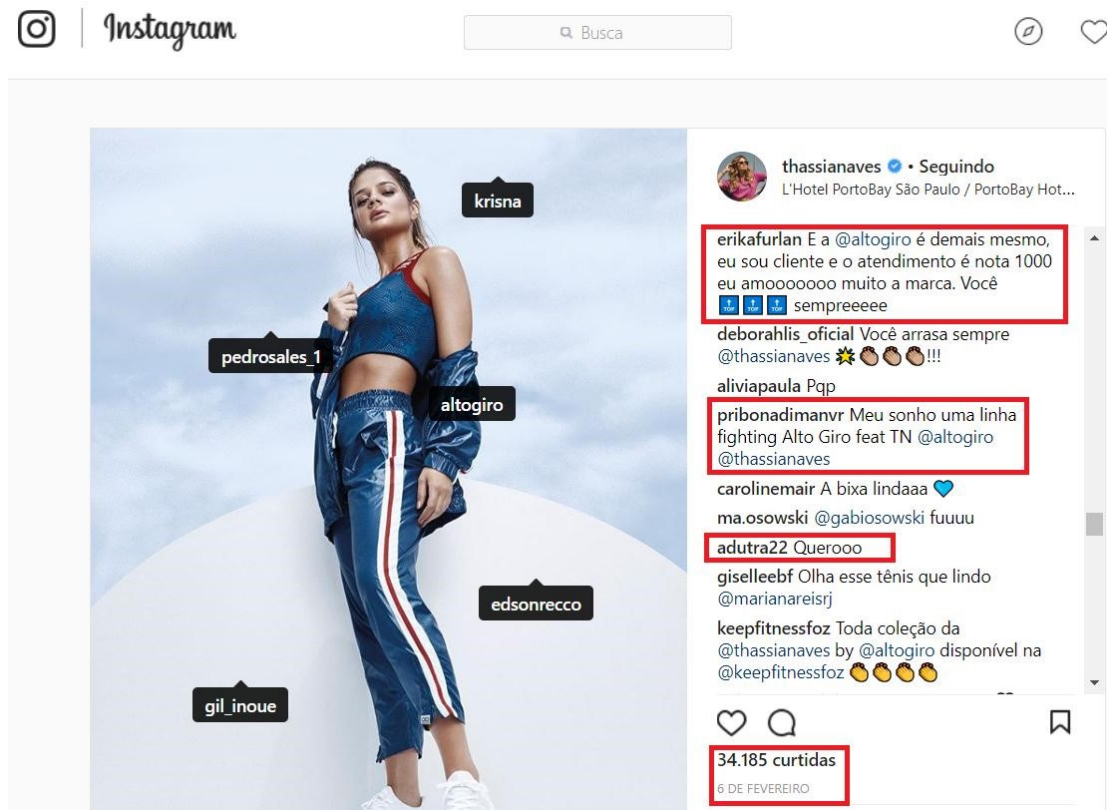 Instagram
Busca
krisna
pedrosales_1
altogiro
edsonrecco
gil_inoue
thassianaves • Seguindo
L'Hotel PortoBay São Paulo / PortoBay Hot...
erikafurlan E a @altogiro é demais mesmo,
eu sou cliente e o atendimento é nota 1000
eu amooooooo muito a marca. Você
🔝 🔝 🔝 sempreeeee
deborahlis_oficial Você arrasa sempre
@thassianaves 🌟👏👏👏!!!
aliviapaula Pqp
pribonadimanvr Meu sonho uma linha
fighting Alto Giro feat TN @altogiro
@thassianaves
carolinemair A bixa lindaaa 💙
ma.osowski @gabiosowski fuuuu
adutra22 Querooo
giselleebf Olha esse tênis que lindo
@marianareisrj
keepfitnessfoz Toda coleção da
@thassianaves by @altogiro disponível na
@keepfitnessfoz 👏👏👏👏
34.185 curtidas
6 DE FEVEREIRO